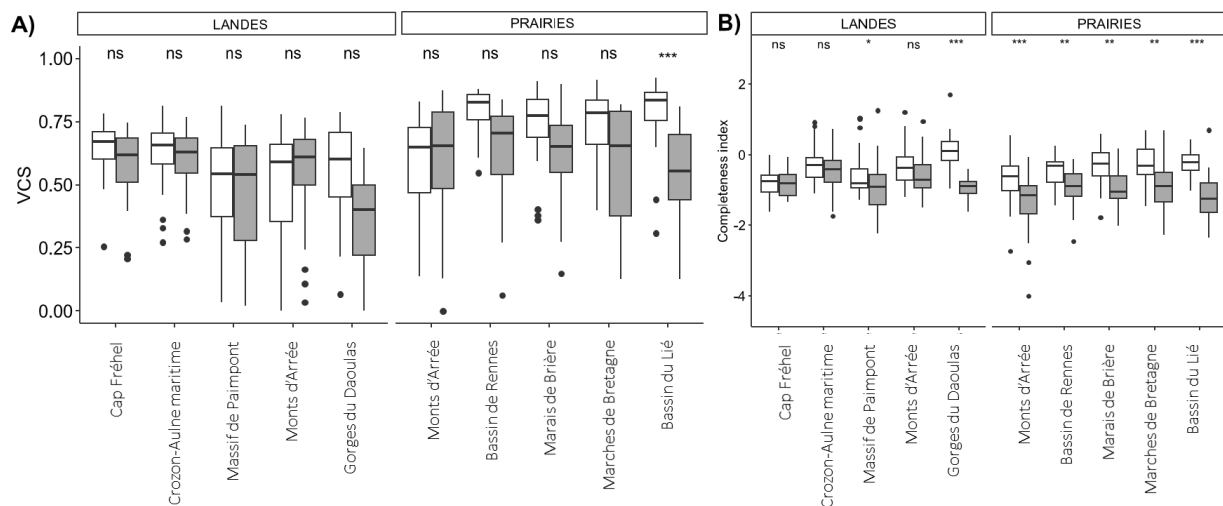 A)
LANDES
PRAIRIES
ns ns ns ns ns
ns ns ns ns ***
VCS
1.00
0.75
0.50
0.25
0.00
Cap Fréhel
Crozon-Aulne maritime
Massif de Paimpont
Monts d'Arrée
Gorges du Daoulas
Monts d'Arrée
Bassin de Rennes
Marais de Brière
Marches de Bretagne
Bassin du Lié
B)
LANDES
PRAIRIES
ns ns * ns ***
*** ** ** ** ***
Completeness index
2
0
-2
-4
Cap Fréhel
Crozon-Aulne maritime
Massif de Paimpont
Monts d'Arrée
Gorges du Daoulas
Monts d'Arrée
Bassin de Rennes
Marais de Brière
Marches de Bretagne
Bassin du Lié